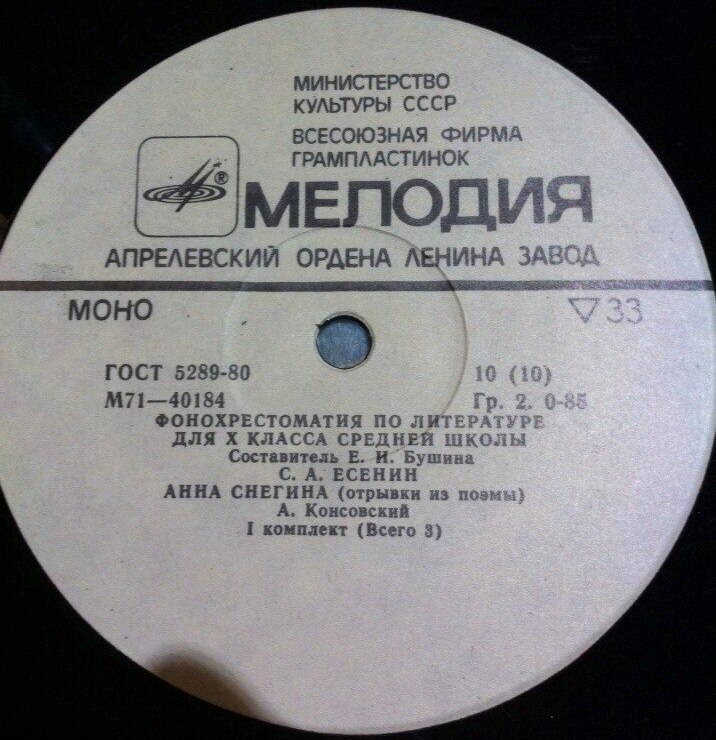 МИНИСТЕРСТВО
КУЛЬТУРЫ СССР
ВСЕСОЮЗНАЯ ФИРМА
ГРАМПЛАСТИНОК
®
МЕЛОДИЯ
АПРЕЛЕВСКИЙ ОРДЕНА ЛЕНИНА ЗАВОД
МОНО ▽33
ГОСТ 5289-80 10 (10)
М71—40184 Гр. 2. 0-85
ФОНОХРЕСТОМАТИЯ ПО ЛИТЕРАТУРЕ
ДЛЯ X КЛАССА СРЕДНЕЙ ШКОЛЫ
Составитель Е. И. Бушина
С. А. ЕСЕНИН
АННА СНЕГИНА (отрывки из поэмы)
А. Консовский
I комплект (Всего 3)